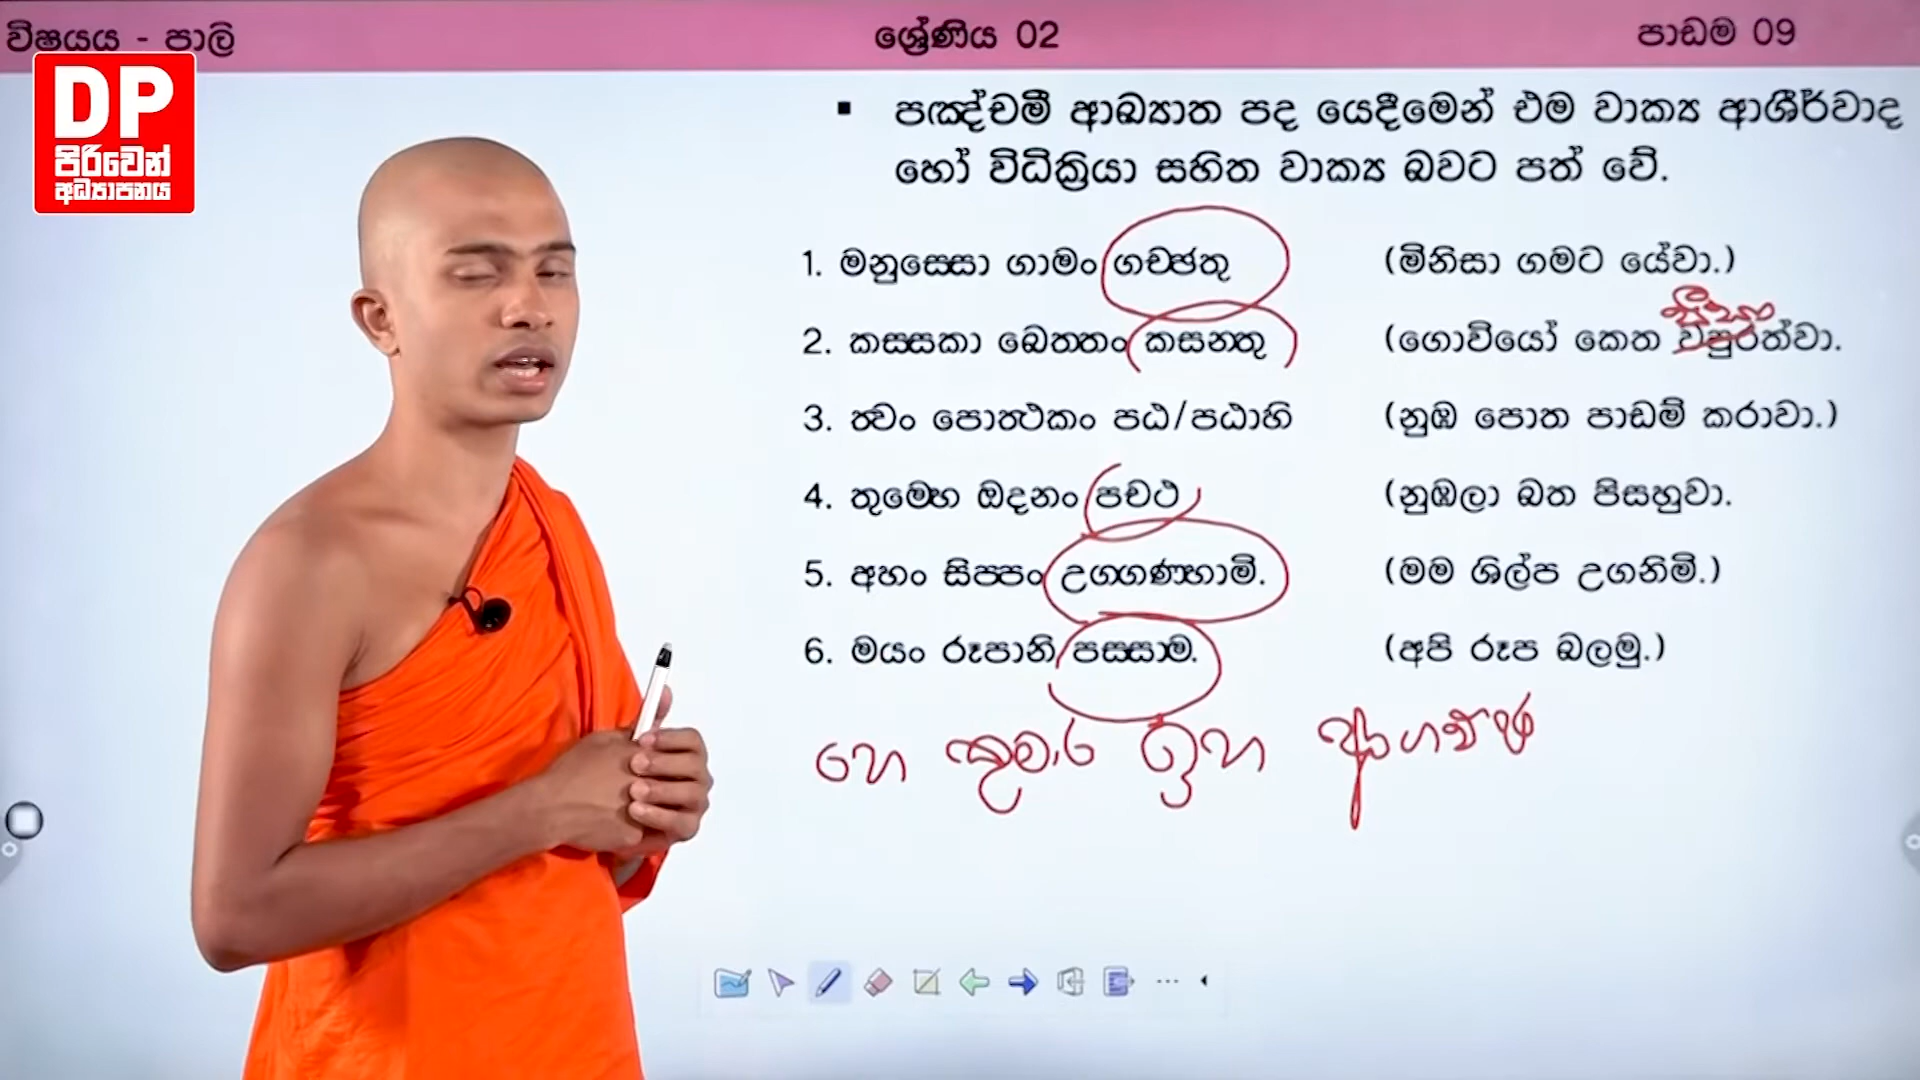 විෂයය - පාලි
ශ්‍රේණිය 02
පාඩම 09
DP
පිරිවෙන්
අධ්‍යාපනය
▪ පඤ්චමී ආඛ්‍යාත පද යෙදීමෙන් එම වාක්‍ය ආශීර්වාද
හෝ විධික්‍රියා සහිත වාක්‍ය බවට පත් වේ.
1. මනුස්සො ගාමං ගච්ඡතු (මිනිසා ගමට යේවා.)
2. කස්සකා ඛෙත්තං කසන්තු (ගොවියෝ කෙත වපුරත්වා.
3. ත්වං පොත්ථකං පඨ/පඨාහි (නුඹ පොත පාඩම් කරාවා.)
4. තුම්හෙ ඔදනං පචථ (නුඹලා බත පිසහුවා.
5. අහං සිප්පං උග්ගණ්හාමි. (මම ශිල්ප උගනිමි.)
6. මයං රූපානි පස්සාම. (අපි රූප බලමු.)
හෙ කුමාර ඉහ